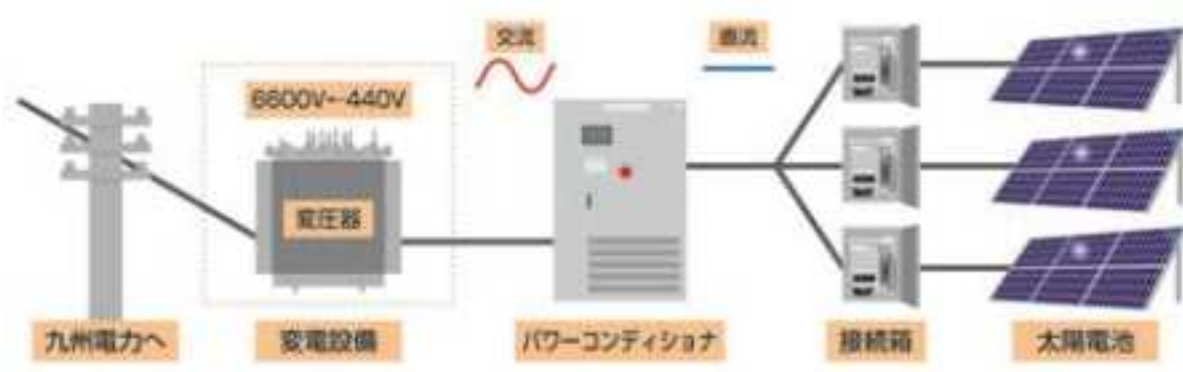 交流
直流
6600V←440V
変圧器
九州電力へ
変電設備
パワーコンディショナ
接続箱
太陽電池